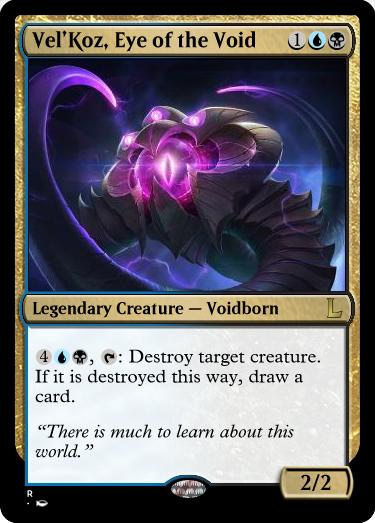 Vel'Koz, Eye of the Void 1
Legendary Creature — Voidborn L
4, : Destroy target creature.
If it is destroyed this way, draw a
card.
“There is much to learn about this
world.”
2/2
R